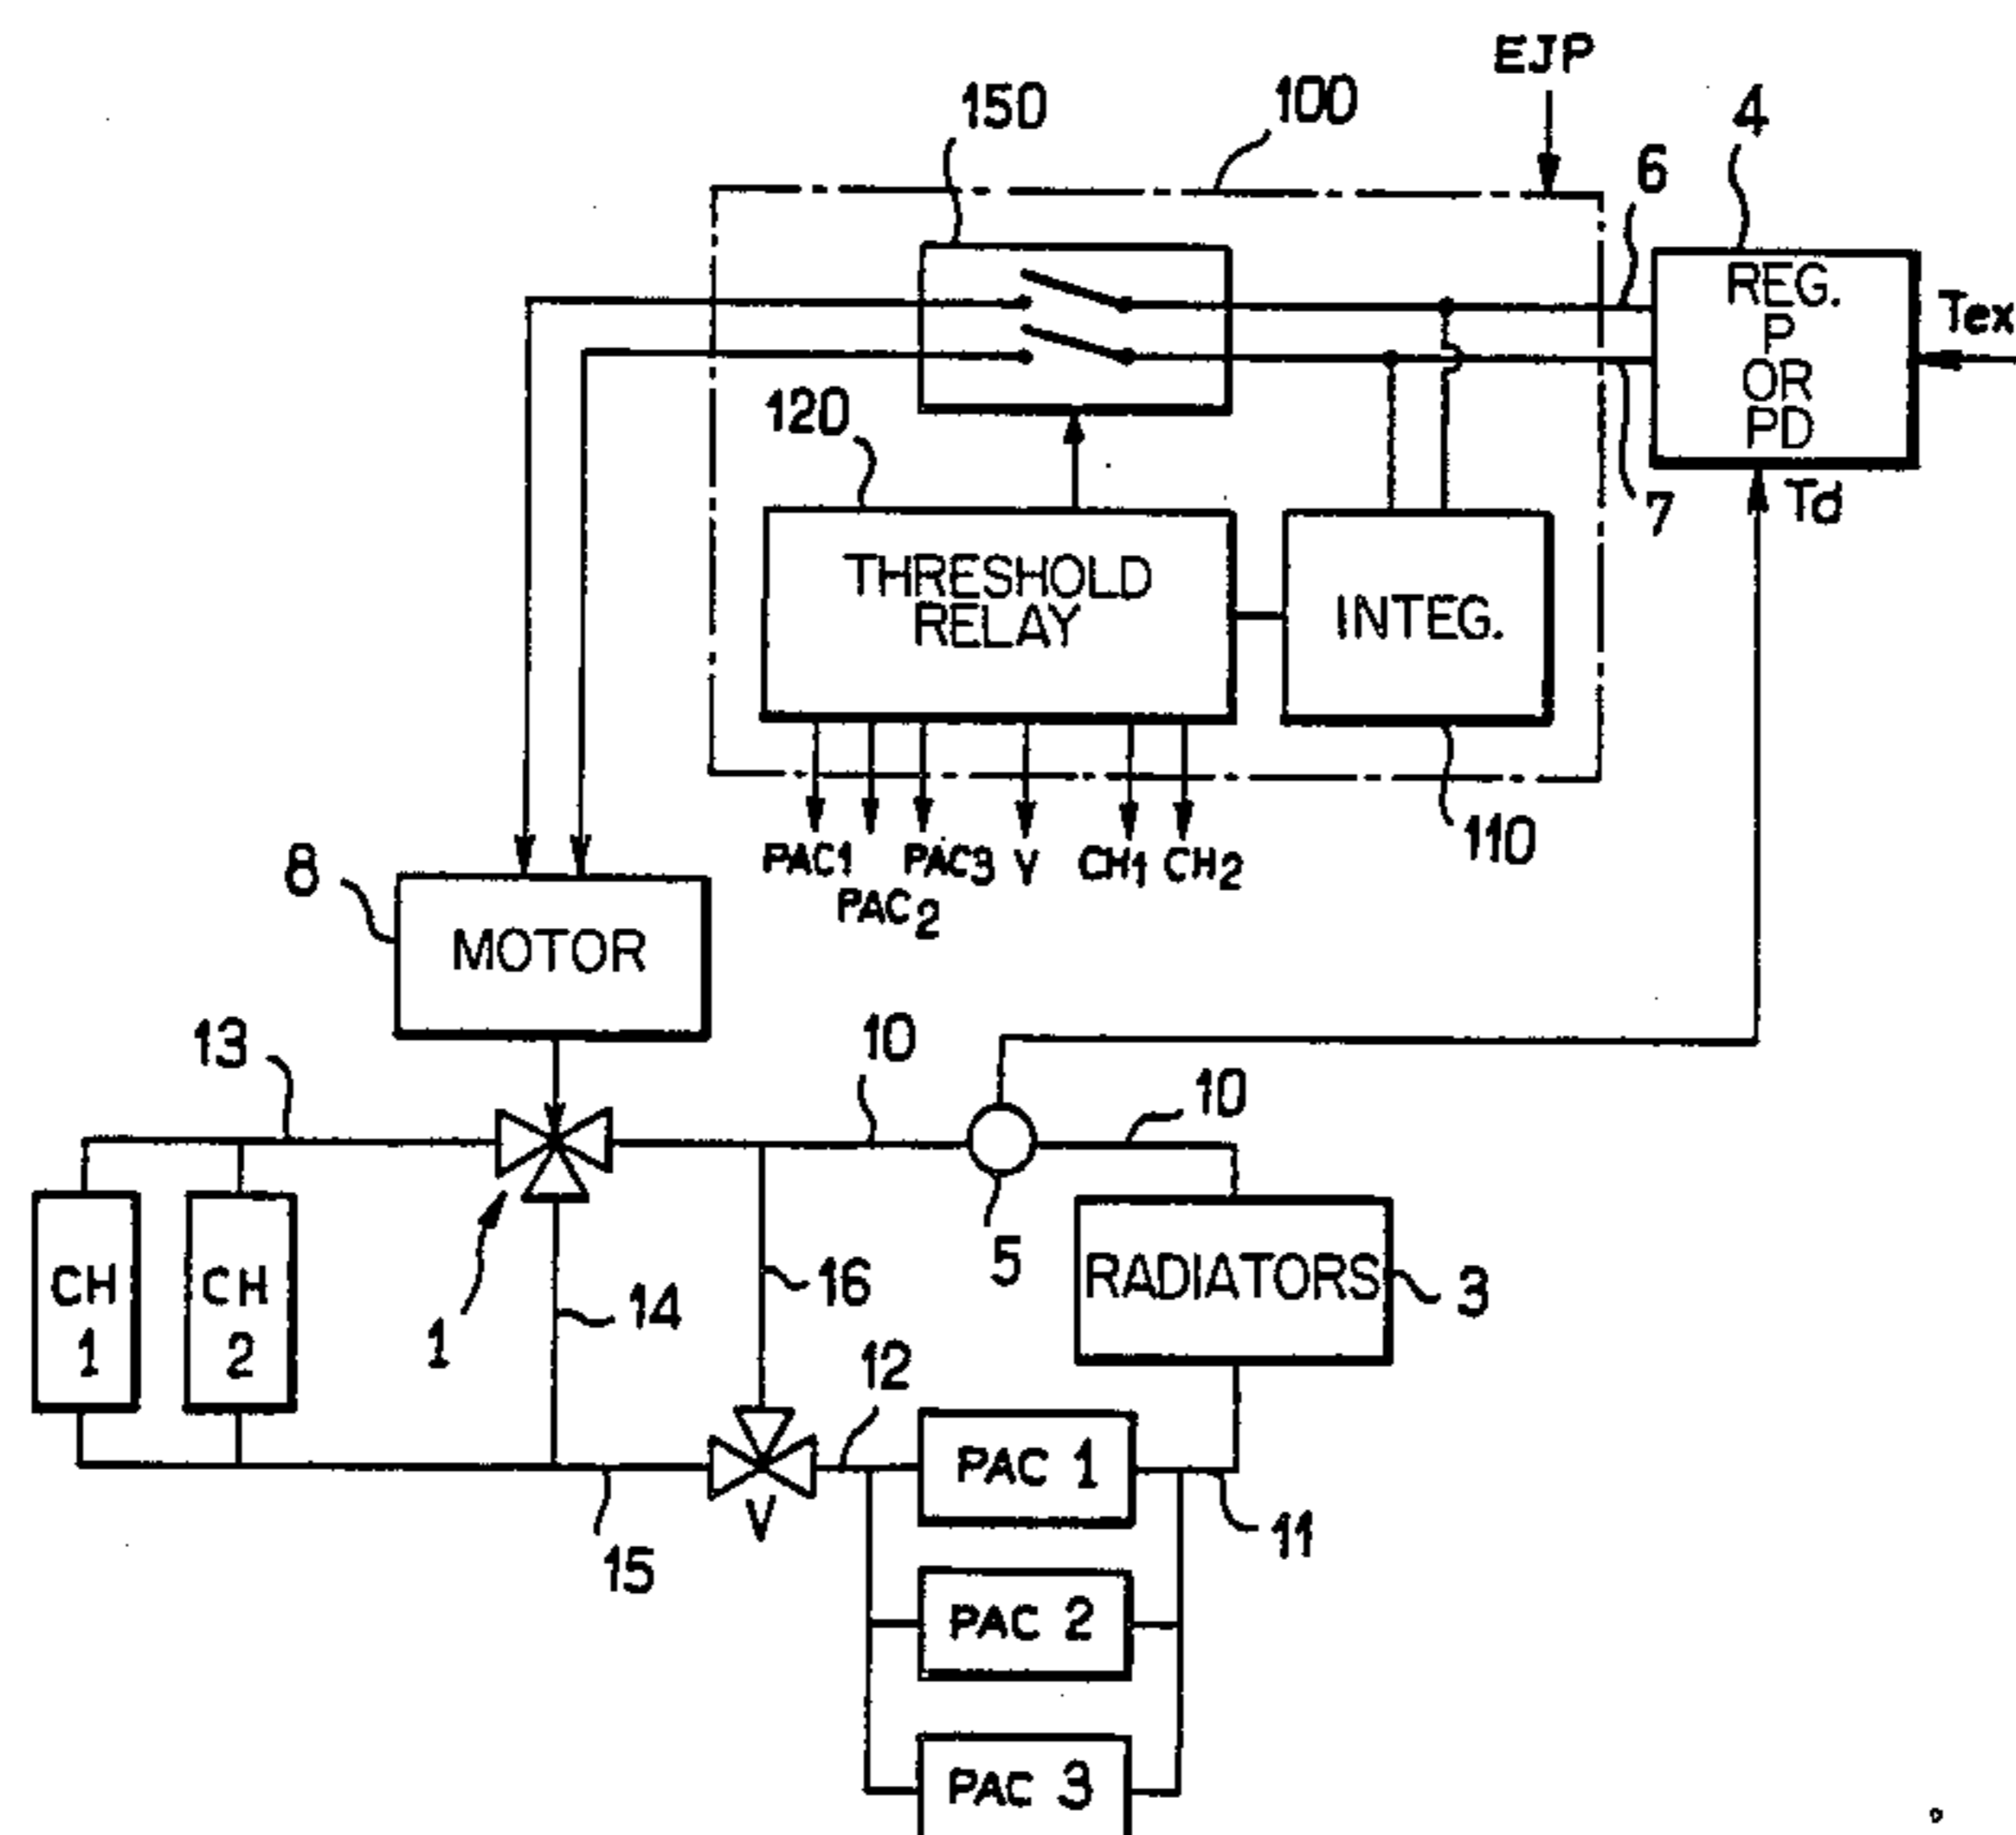 EJP
150
100
4
6
REG.
P
OR
PD
Tex
120
7
Td
THRESHOLD
RELAY
INTEG.
110
PAC1
PAC2
PAC3
V
CH1
CH2
8
MOTOR
13
10
10
5
CH
1
CH
2
1
14
16
RADIATORS
3
12
PAC 1
V
11
15
PAC 2
PAC 3